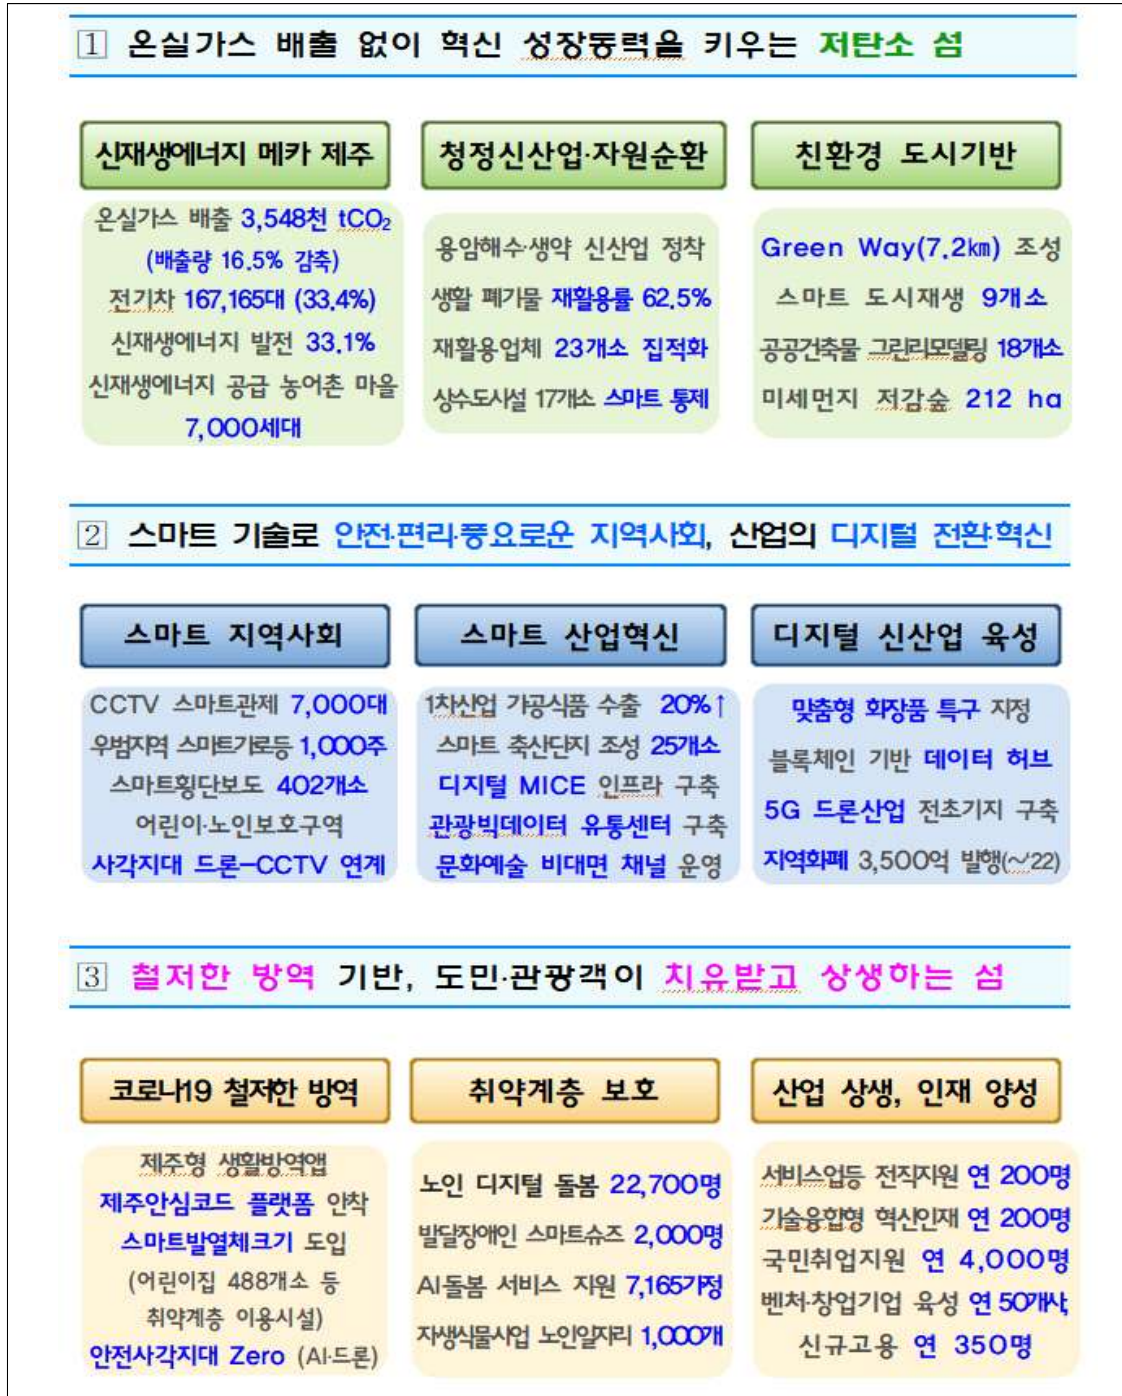 1 온실가스 배출 없이 혁신 성장동력을 키우는 저탄소 섬
신재생에너지 메카 제주
온실가스 배출 3,548천 tCO₂
(배출량 16.5% 감축)
전기차 167,165대 (33.4%)
신재생에너지 발전 33.1%
신재생에너지 공급 농어촌 마을
7,000세대
청정신산업·자원순환
용암해수·생약 신산업 정착
생활 폐기물 재활용률 62.5%
재활용업체 23개소 집적화
상수도시설 17개소 스마트 통제
친환경 도시기반
Green Way(7.2㎞) 조성
스마트 도시재생 9개소
공공건축물 그린리모델링 18개소
미세먼지 저감숲 212 ha
2 스마트 기술로 안전·편리·풍요로운 지역사회, 산업의 디지털 전환·혁신
스마트 지역사회
CCTV 스마트관제 7,000대
우범지역 스마트가로등 1,000주
스마트횡단보도 402개소
어린이·노인보호구역
사각지대 드론-CCTV 연계
스마트 산업혁신
1차산업 가공식품 수출 20%↑
스마트 축산단지 조성 25개소
디지털 MICE 인프라 구축
관광빅데이터 유통센터 구축
문화예술 비대면 채널 운영
디지털 신산업 육성
맞춤형 화장품 특구 지정
블록체인 기반 데이터 허브
5G 드론산업 전초기지 구축
지역화폐 3,500억 발행(~'22)
3 철저한 방역 기반, 도민·관광객이 치유받고 상생하는 섬
코로나19 철저한 방역
제주형 생활방역앱
제주안심코드 플랫폼 안착
스마트발열체크기 도입
(어린이집 488개소 등
취약계층 이용시설)
안전사각지대 Zero (AI·드론)
취약계층 보호
노인 디지털 돌봄 22,700명
발달장애인 스마트슈즈 2,000명
AI돌봄 서비스 지원 7,165가정
자생식물사업 노인일자리 1,000개
산업 상생, 인재 양성
서비스업등 전직지원 연 200명
기술융합형 혁신인재 연 200명
국민취업지원 연 4,000명
벤처·창업기업 육성 연 50개사,
신규고용 연 350명